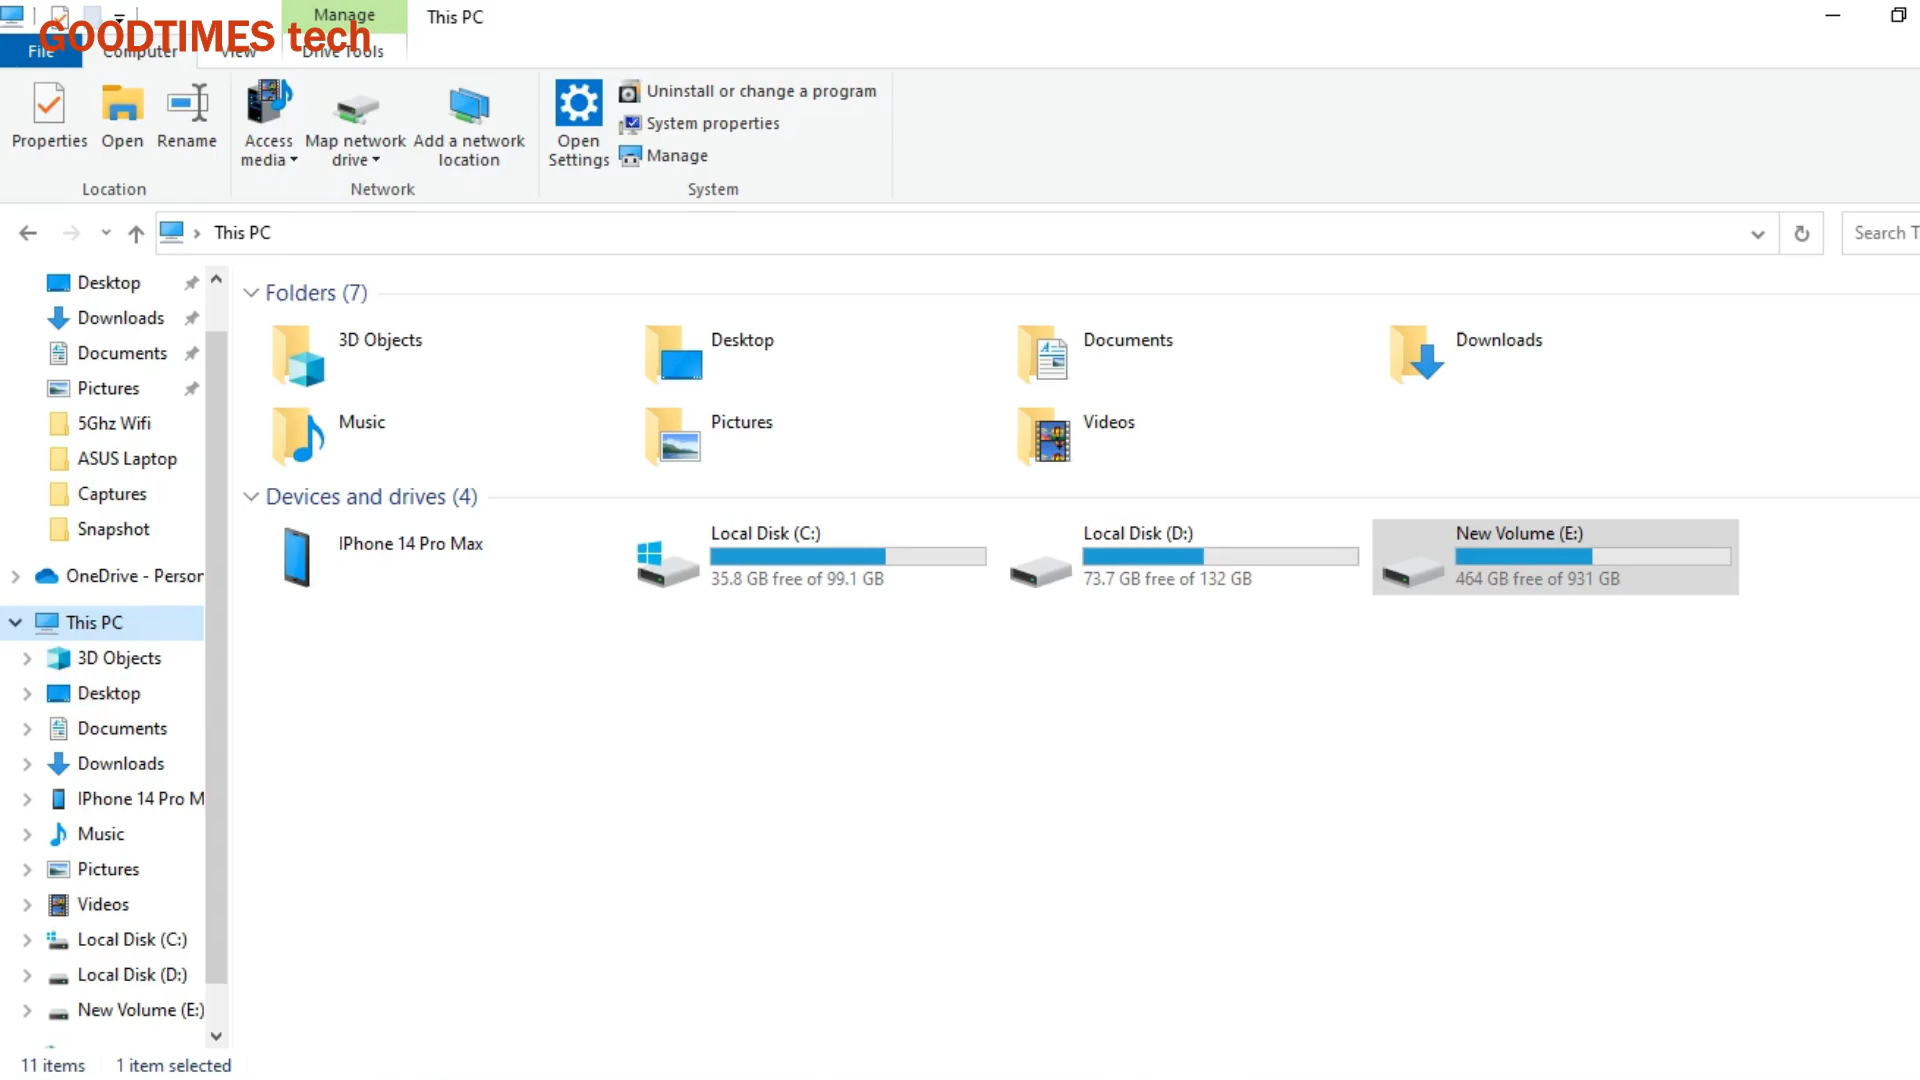 Manage
This PC
GOODTIMES tech
File
Computer
View
Drive Tools
Properties
Open
Rename
Access media
Map network drive
Add a network location
Open Settings
Uninstall or change a program
System properties
Manage
Location
Network
System
This PC
Search T
Desktop
Downloads
Documents
Pictures
5Ghz Wifi
ASUS Laptop
Captures
Snapshot
OneDrive - Person
This PC
3D Objects
Desktop
Documents
Downloads
IPhone 14 Pro M
Music
Pictures
Videos
Local Disk (C:)
Local Disk (D:)
New Volume (E:)
Folders (7)
3D Objects
Desktop
Documents
Downloads
Music
Pictures
Videos
Devices and drives (4)
IPhone 14 Pro Max
Local Disk (C:)
35.8 GB free of 99.1 GB
Local Disk (D:)
73.7 GB free of 132 GB
New Volume (E:)
464 GB free of 931 GB
11 items
1 item selected